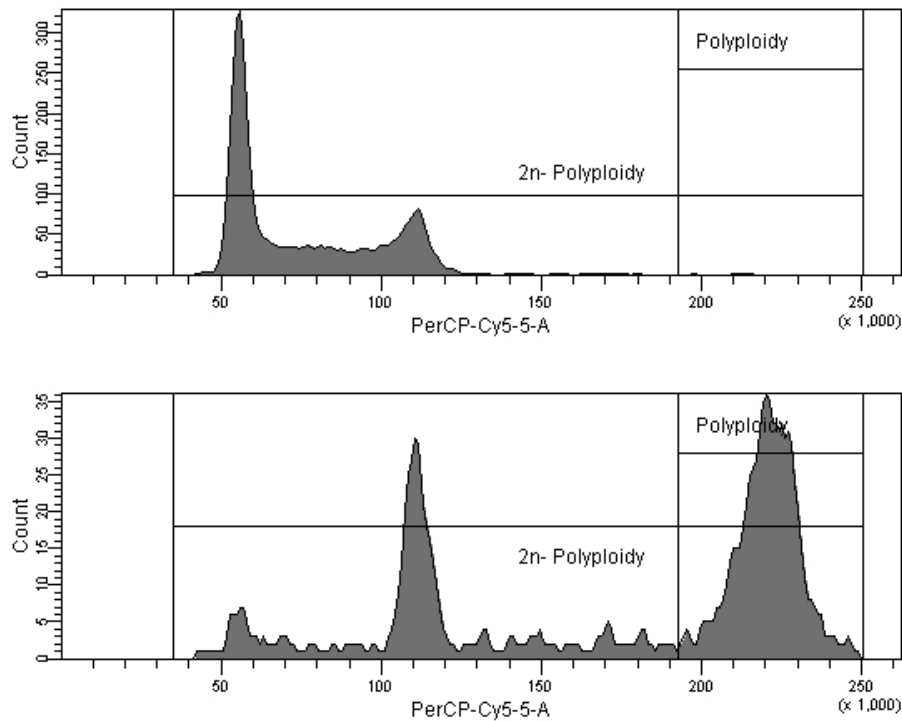 Polyploidy
2n- Polyploidy
Count
300
250
200
150
100
50
0
50 100 150 200 250
PerCP-Cy5-5-A (x 1,000)
Polyploidy
2n- Polyploidy
Count
35
30
25
20
15
10
5
0
50 100 150 200 250
PerCP-Cy5-5-A (x 1,000)